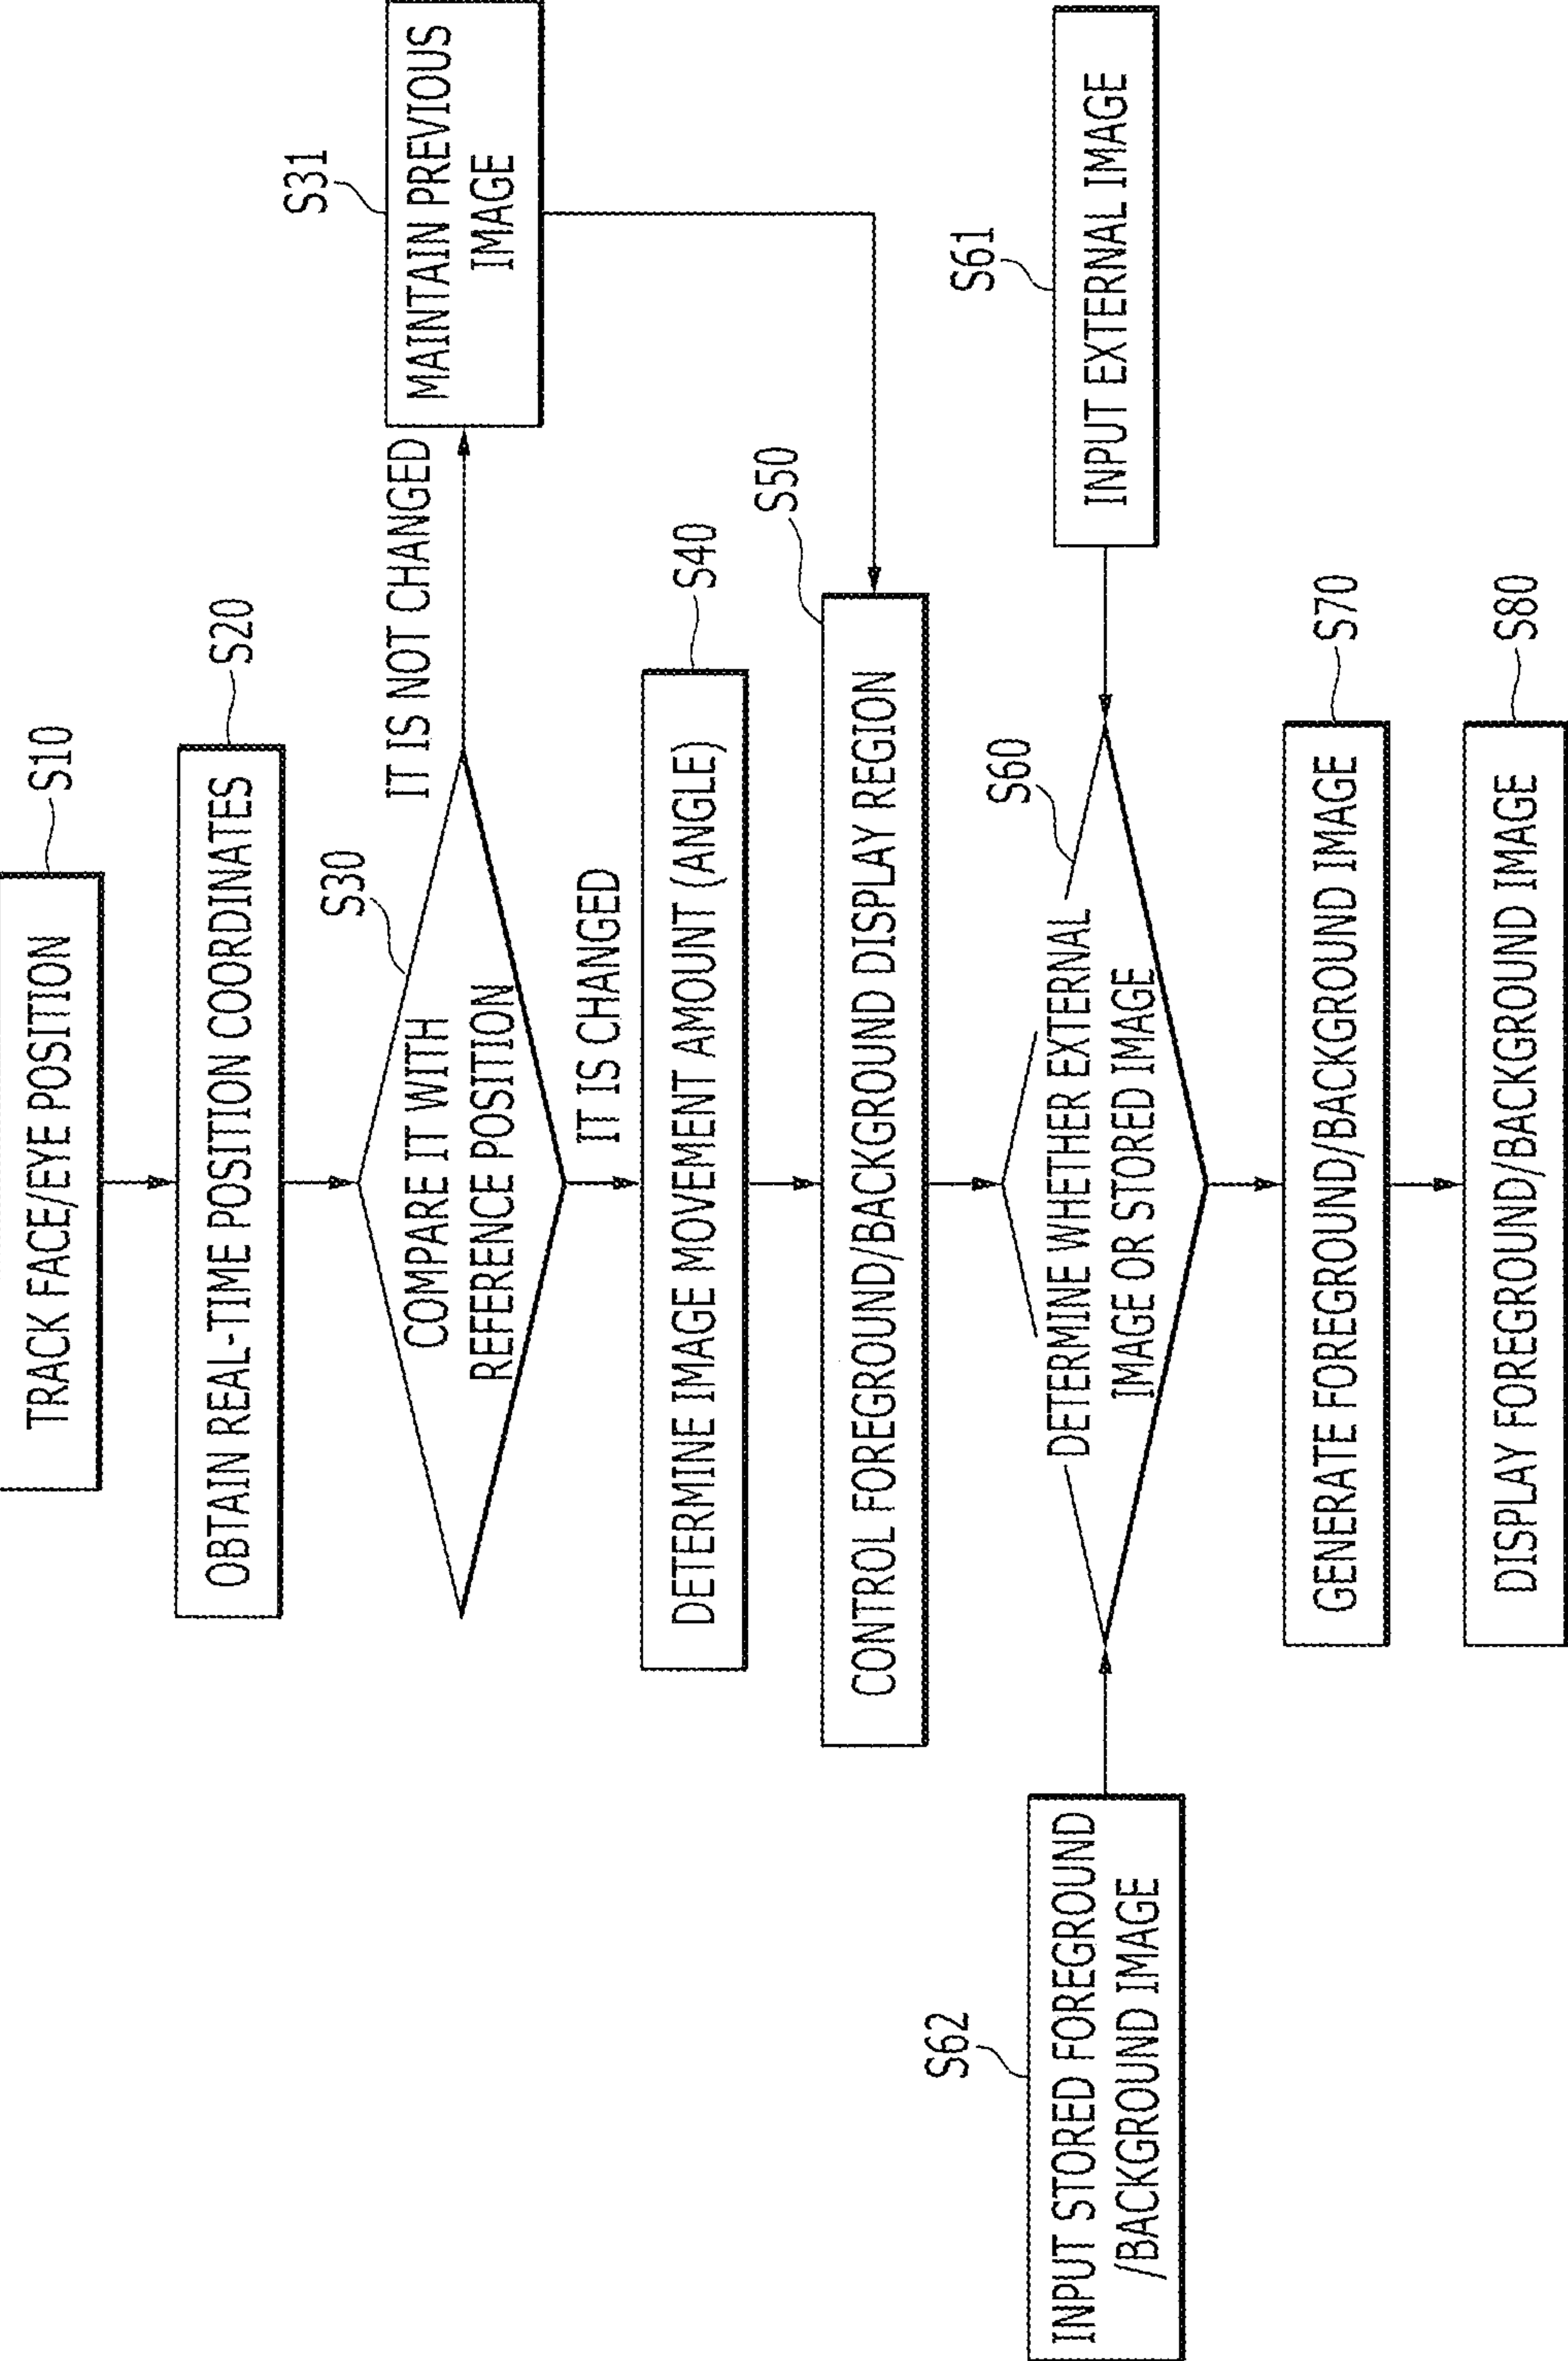 TRACK FACE/EYE POSITION
S10
OBTAIN REAL-TIME POSITION COORDINATES
S20
COMPARE IT WITH
REFERENCE POSITION
S30
IT IS NOT CHANGED
MAINTAIN PREVIOUS
IMAGE
S31
IT IS CHANGED
DETERMINE IMAGE MOVEMENT AMOUNT (ANGLE)
S40
CONTROL FOREGROUND/BACKGROUND DISPLAY REGION
S50
INPUT STORED FOREGROUND
/BACKGROUND IMAGE
S62
DETERMINE WHETHER EXTERNAL
IMAGE OR STORED IMAGE
S60
INPUT EXTERNAL IMAGE
S61
GENERATE FOREGROUND/BACKGROUND IMAGE
S70
DISPLAY FOREGROUND/BACKGROUND IMAGE
S80